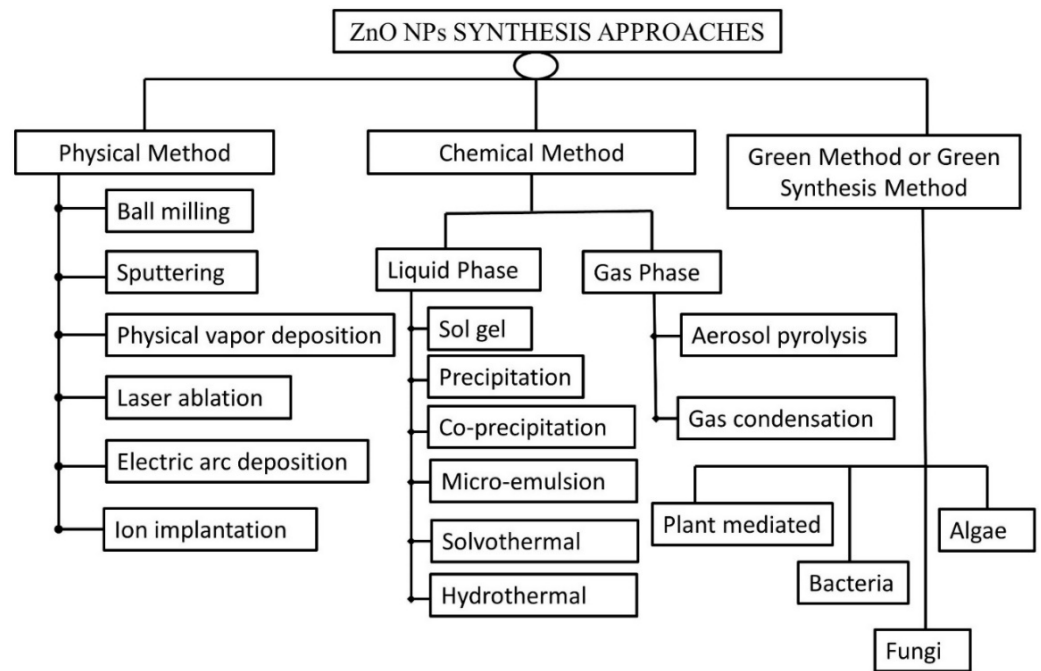 ZnO NPs SYNTHESIS APPROACHES
Physical Method
Ball milling
Sputtering
Physical vapor deposition
Laser ablation
Electric arc deposition
Ion implantation
Chemical Method
Liquid Phase
Sol gel
Precipitation
Co-precipitation
Micro-emulsion
Solvothermal
Hydrothermal
Gas Phase
Aerosol pyrolysis
Gas condensation
Green Method or Green
Synthesis Method
Plant mediated
Bacteria
Fungi
Algae